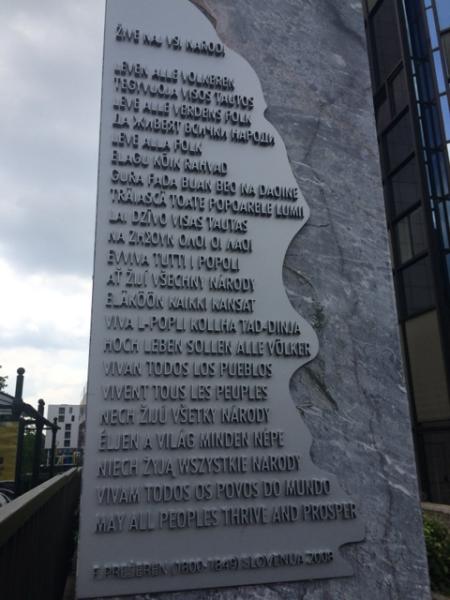 ŽIVE NAJ VSI NARODI
LEVEN ALLE VOLKEREN
TEGYVUOJA VISOS TAUTOS
LEVE ALLE VERDENS FOLK
ДА ЖИВЕЯТ ВСИЧКИ НАРОДИ
LEVE ALLA FOLK
ELAGU KÕIK RAHVAD
GURA FADA BUAN BEO NA DAOINE
TRĂIASCĂ TOATE POPOARELE LUMII
LAI DZĪVO VISAS TAUTAS
ΝΑ ΖΗΣΟΥΝ ΟΛΟΙ ΟΙ ΛΑΟΙ
EVVIVA TUTTI I POPOLI
AŤ ŽIJÍ VŠECHNY NÁRODY
ELÄKÖÖN KAIKKI KANSAT
VIVA L-POPLI KOLLHA TAD-DINJA
HOCH LEBEN SOLLEN ALLE VÖLKER
VIVAN TODOS LOS PUEBLOS
VIVENT TOUS LES PEUPLES
NECH ŽIJÚ VŠETKY NÁRODY
ÉLJEN A VILÁG MINDEN NÉPE
NIECH ŻYJĄ WSZYSTKIE NARODY
VIVAM TODOS OS POVOS DO MUNDO
MAY ALL PEOPLES THRIVE AND PROSPER
F. PREŠEREN (1800-1849) SLOVENIJA 2008